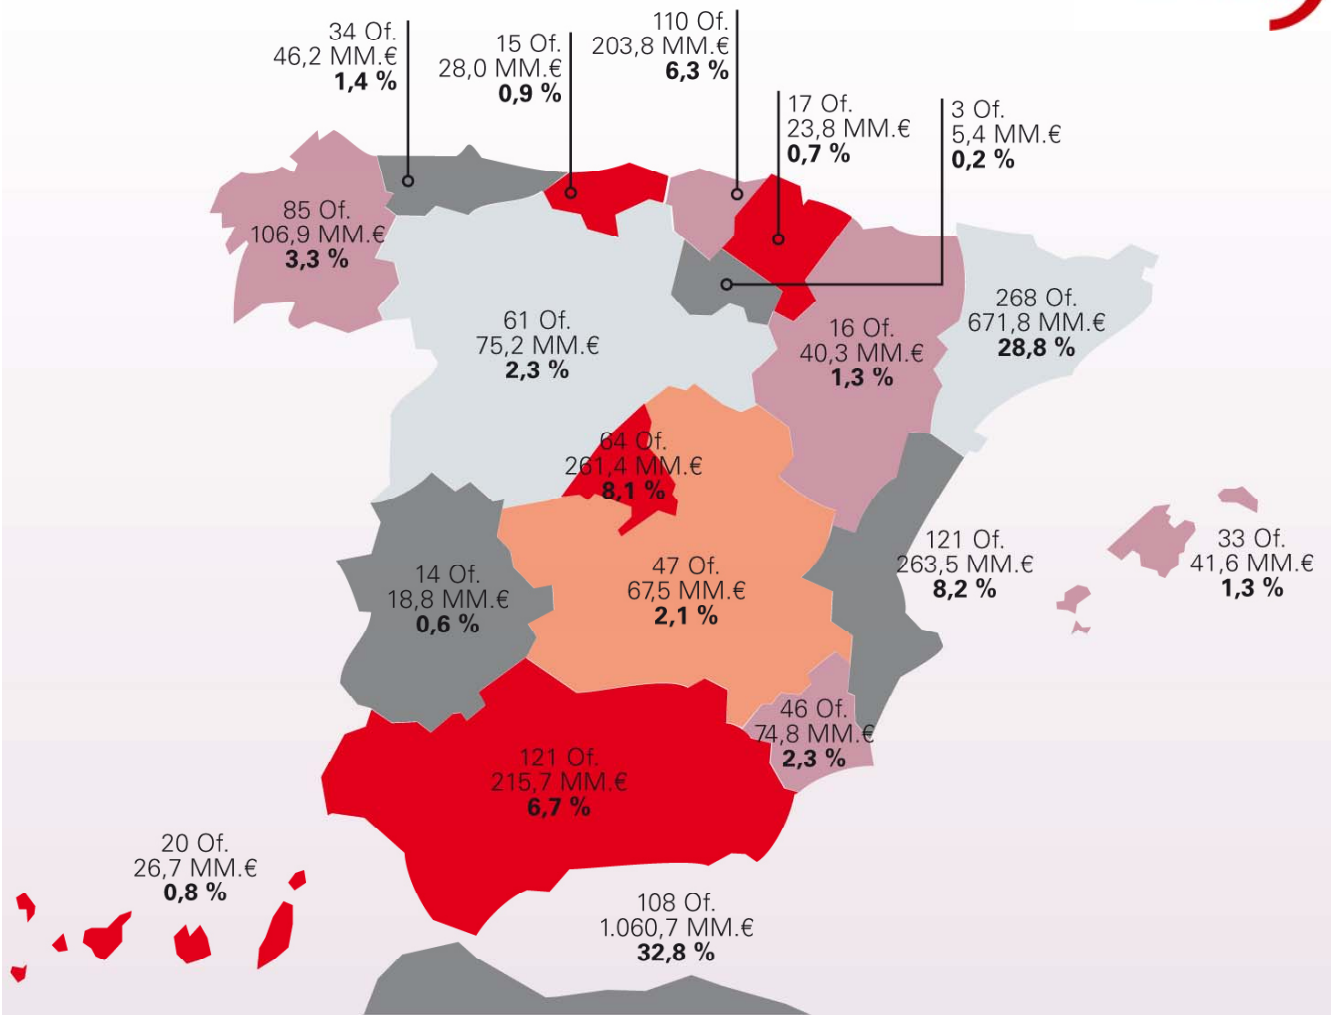 34 Of.
46,2 MM.€
1,4 %
15 Of.
28,0 MM.€
0,9 %
110 Of.
203,8 MM.€
6,3 %
17 Of.
23,8 MM.€
0,7 %
3 Of.
5,4 MM.€
0,2 %
85 Of.
106,9 MM.€
3,3 %
61 Of.
75,2 MM.€
2,3 %
16 Of.
40,3 MM.€
1,3 %
268 Of.
671,8 MM.€
28,8 %
64 Of.
261,4 MM.€
8,1 %
14 Of.
18,8 MM.€
0,6 %
47 Of.
67,5 MM.€
2,1 %
121 Of.
263,5 MM.€
8,2 %
33 Of.
41,6 MM.€
1,3 %
46 Of.
74,8 MM.€
2,3 %
121 Of.
215,7 MM.€
6,7 %
20 Of.
26,7 MM.€
0,8 %
108 Of.
1.060,7 MM.€
32,8 %